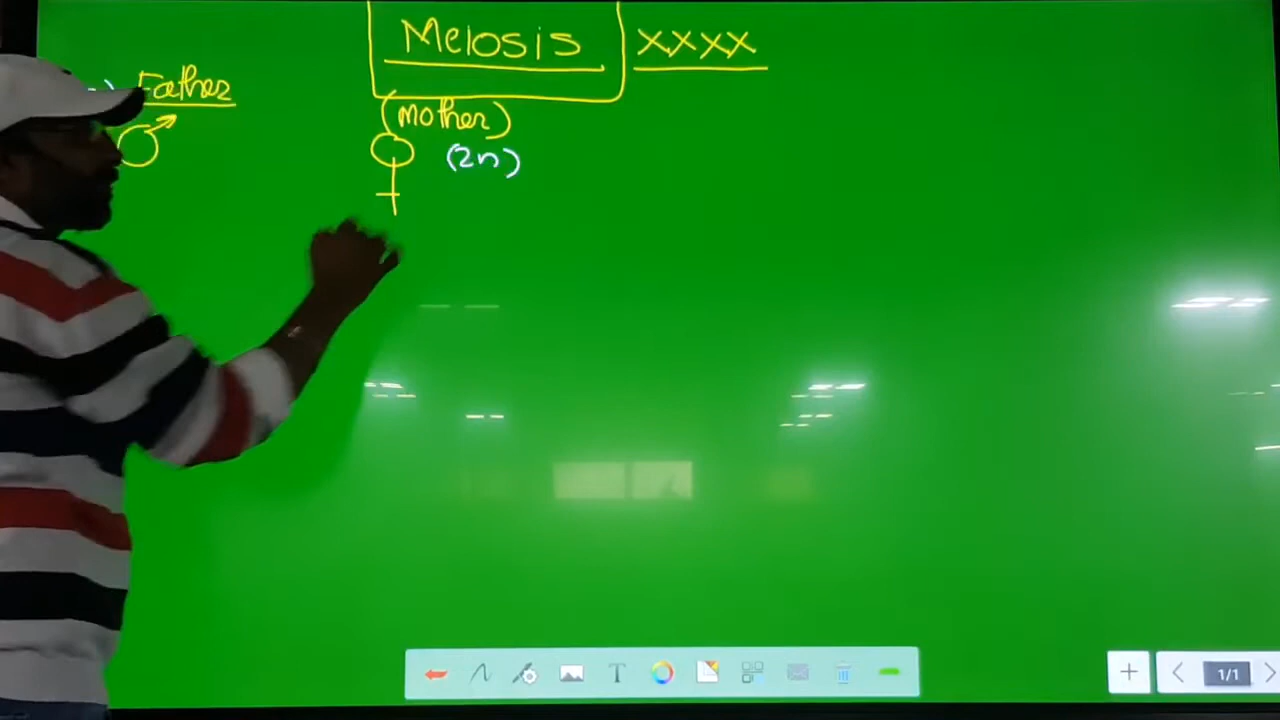 Meiosis xxxx
Father
(mother)
(2n)
T
1/1